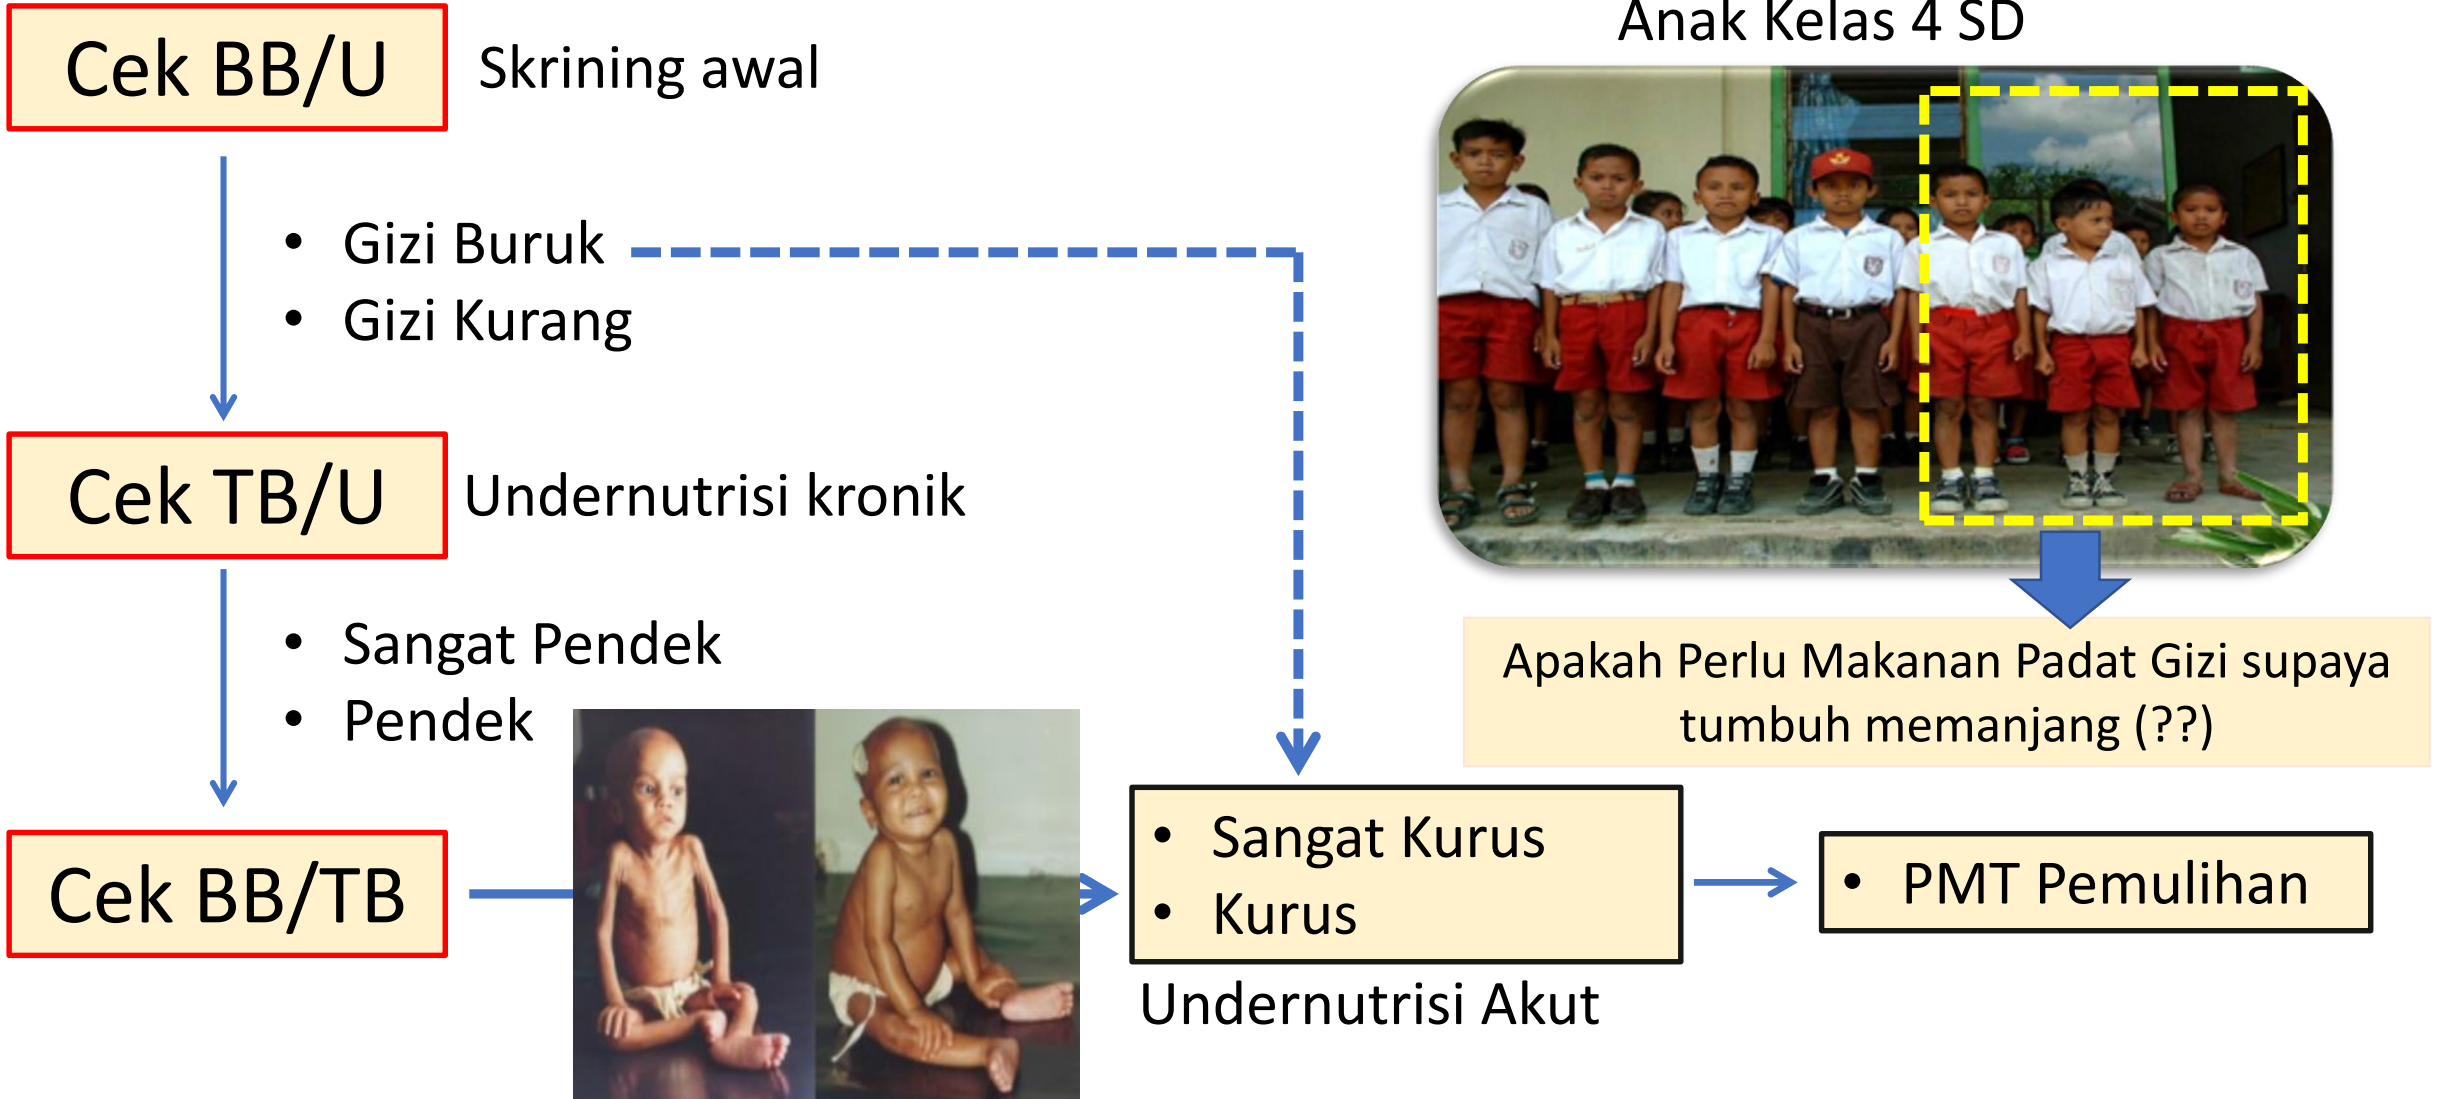 Cek BB/U
Skrining awal
• Gizi Buruk
• Gizi Kurang
Cek TB/U
Undernutrisi kronik
• Sangat Pendek
• Pendek
Cek BB/TB
• Sangat Kurus
• Kurus
Undernutrisi Akut
• PMT Pemulihan
Anak Kelas 4 SD
Apakah Perlu Makanan Padat Gizi supaya
tumbuh memanjang (??)